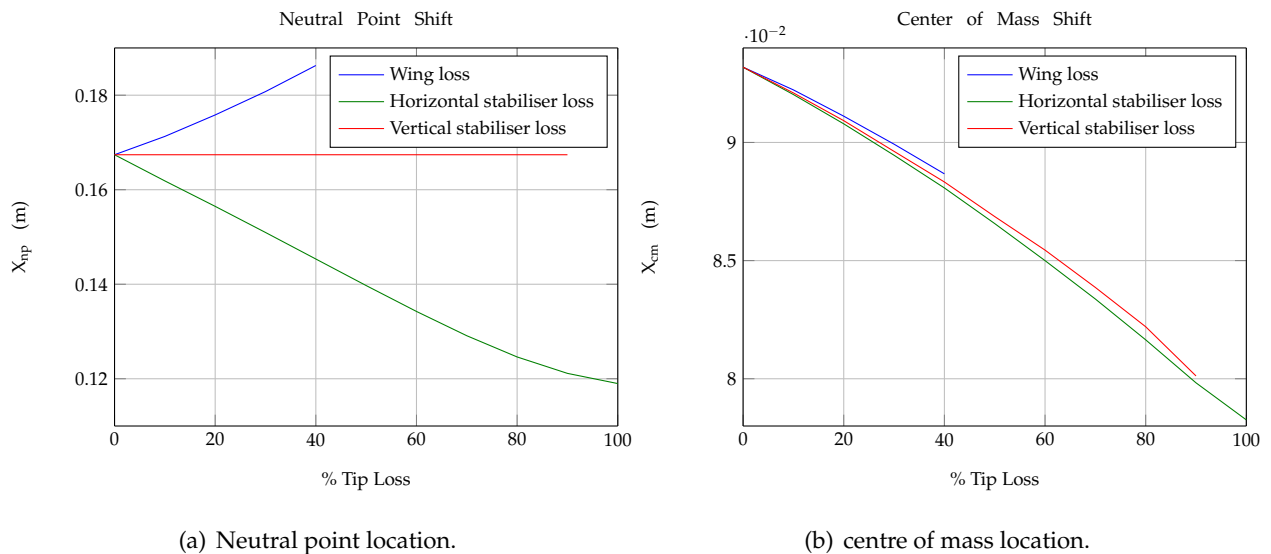 Neutral Point Shift
0.18
0.16
0.14
0.12
X_np (m)
Wing loss
Horizontal stabiliser loss
Vertical stabiliser loss
0 20 40 60 80 100
% Tip Loss
(a) Neutral point location.
Center of Mass Shift
·10^−2
9
8.5
8
X_cm (m)
Wing loss
Horizontal stabiliser loss
Vertical stabiliser loss
0 20 40 60 80 100
% Tip Loss
(b) centre of mass location.